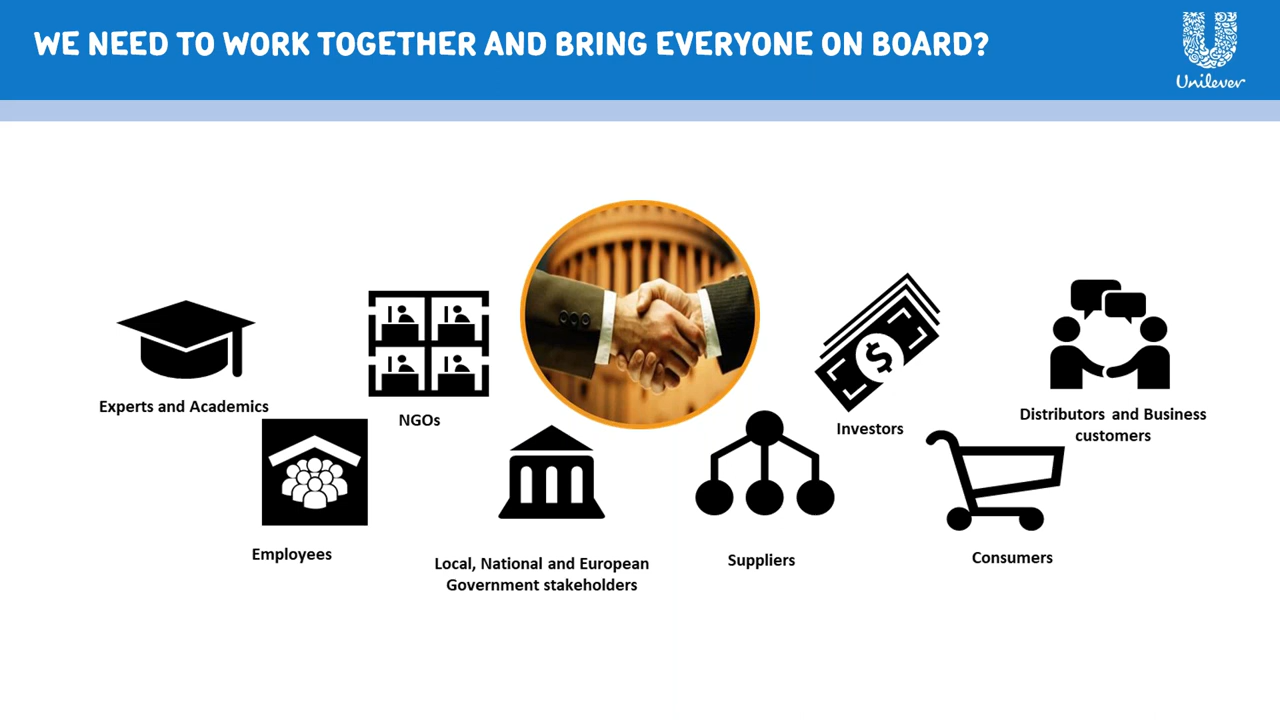 WE NEED TO WORK TOGETHER AND BRING EVERYONE ON BOARD?
Unilever
Experts and Academics
NGOs
Investors
Distributors and Business
customers
Employees
Local, National and European
Government stakeholders
Suppliers
Consumers